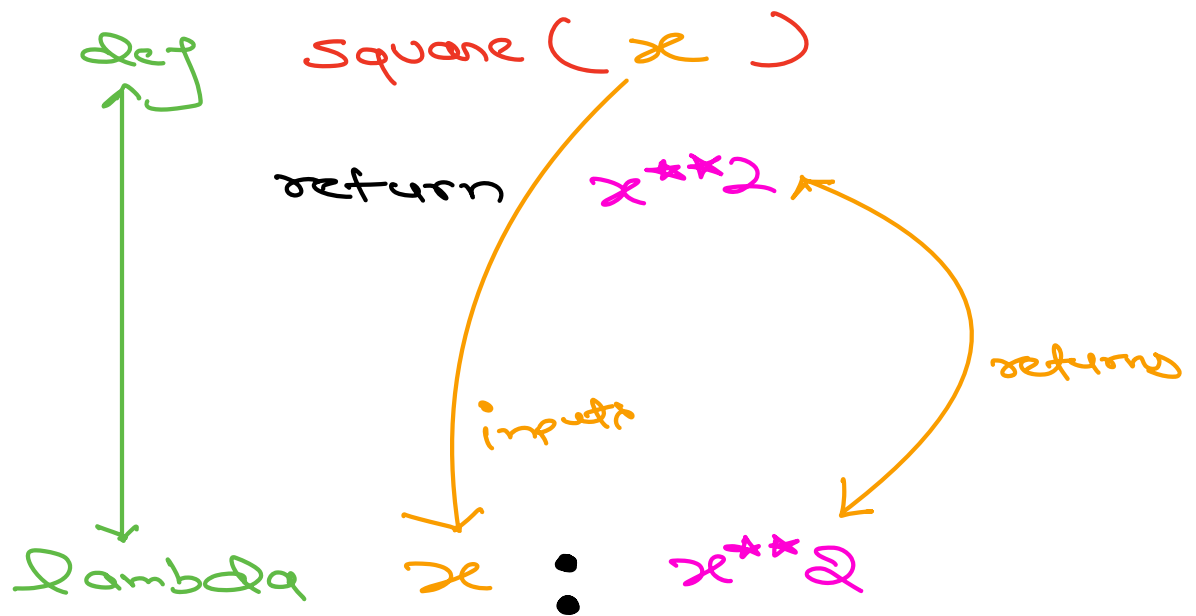 def square ( x )
return x**2
returns
inputs
lambda x : x**2